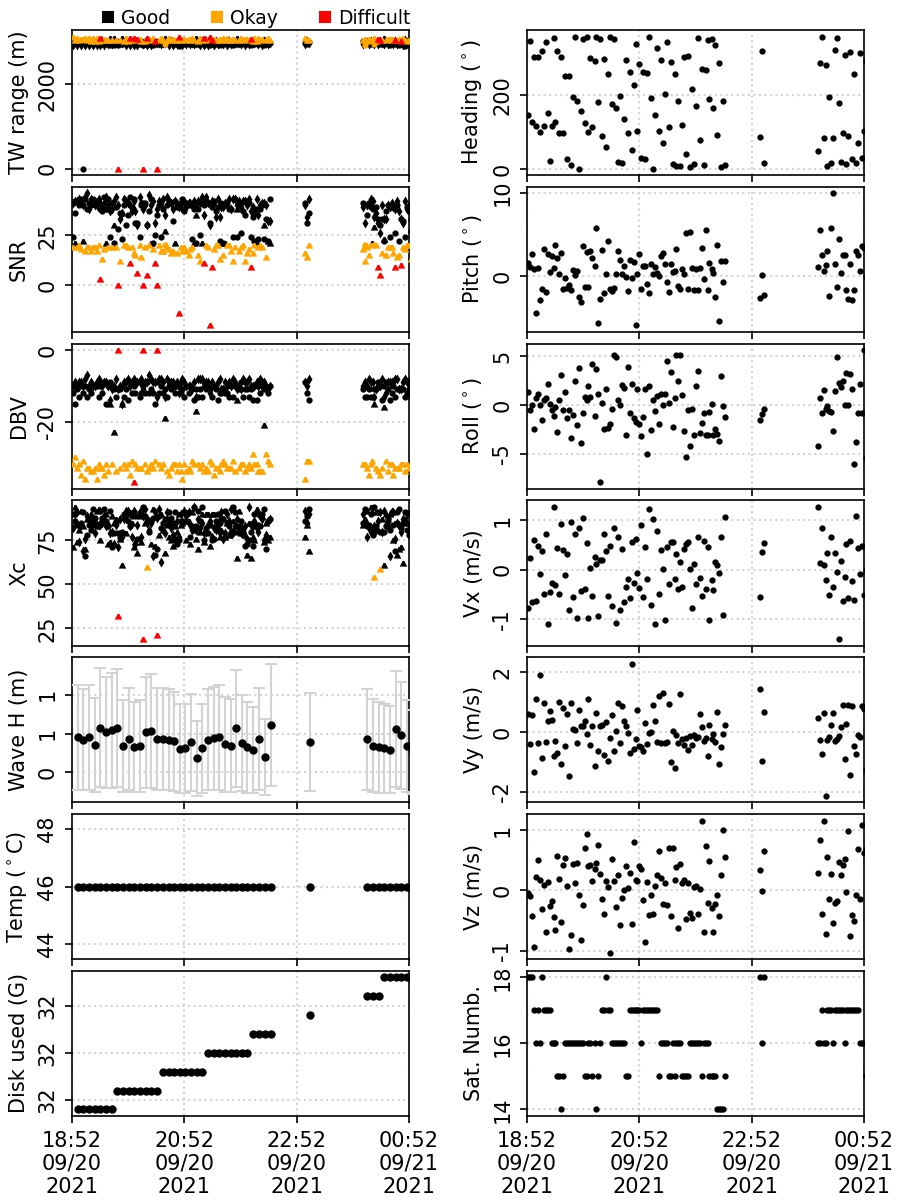 Good Okay Difficult
TW range (m)
2000
0
Heading (°)
200
0
SNR
25
0
Pitch (°)
10
0
DBV
0
-20
Roll (°)
5
0
-5
Xc
75
50
25
Vx (m/s)
1
0
-1
Wave H (m)
1
1
0
Vy (m/s)
2
0
-2
Temp (°C)
48
46
44
Vz (m/s)
1
0
-1
Disk used (G)
32
32
32
Sat. Numb.
18
16
14
18:52 20:52 22:52 00:52
09/20 09/20 09/20 09/21
2021 2021 2021 2021
18:52 20:52 22:52 00:52
09/20 09/20 09/20 09/21
2021 2021 2021 2021